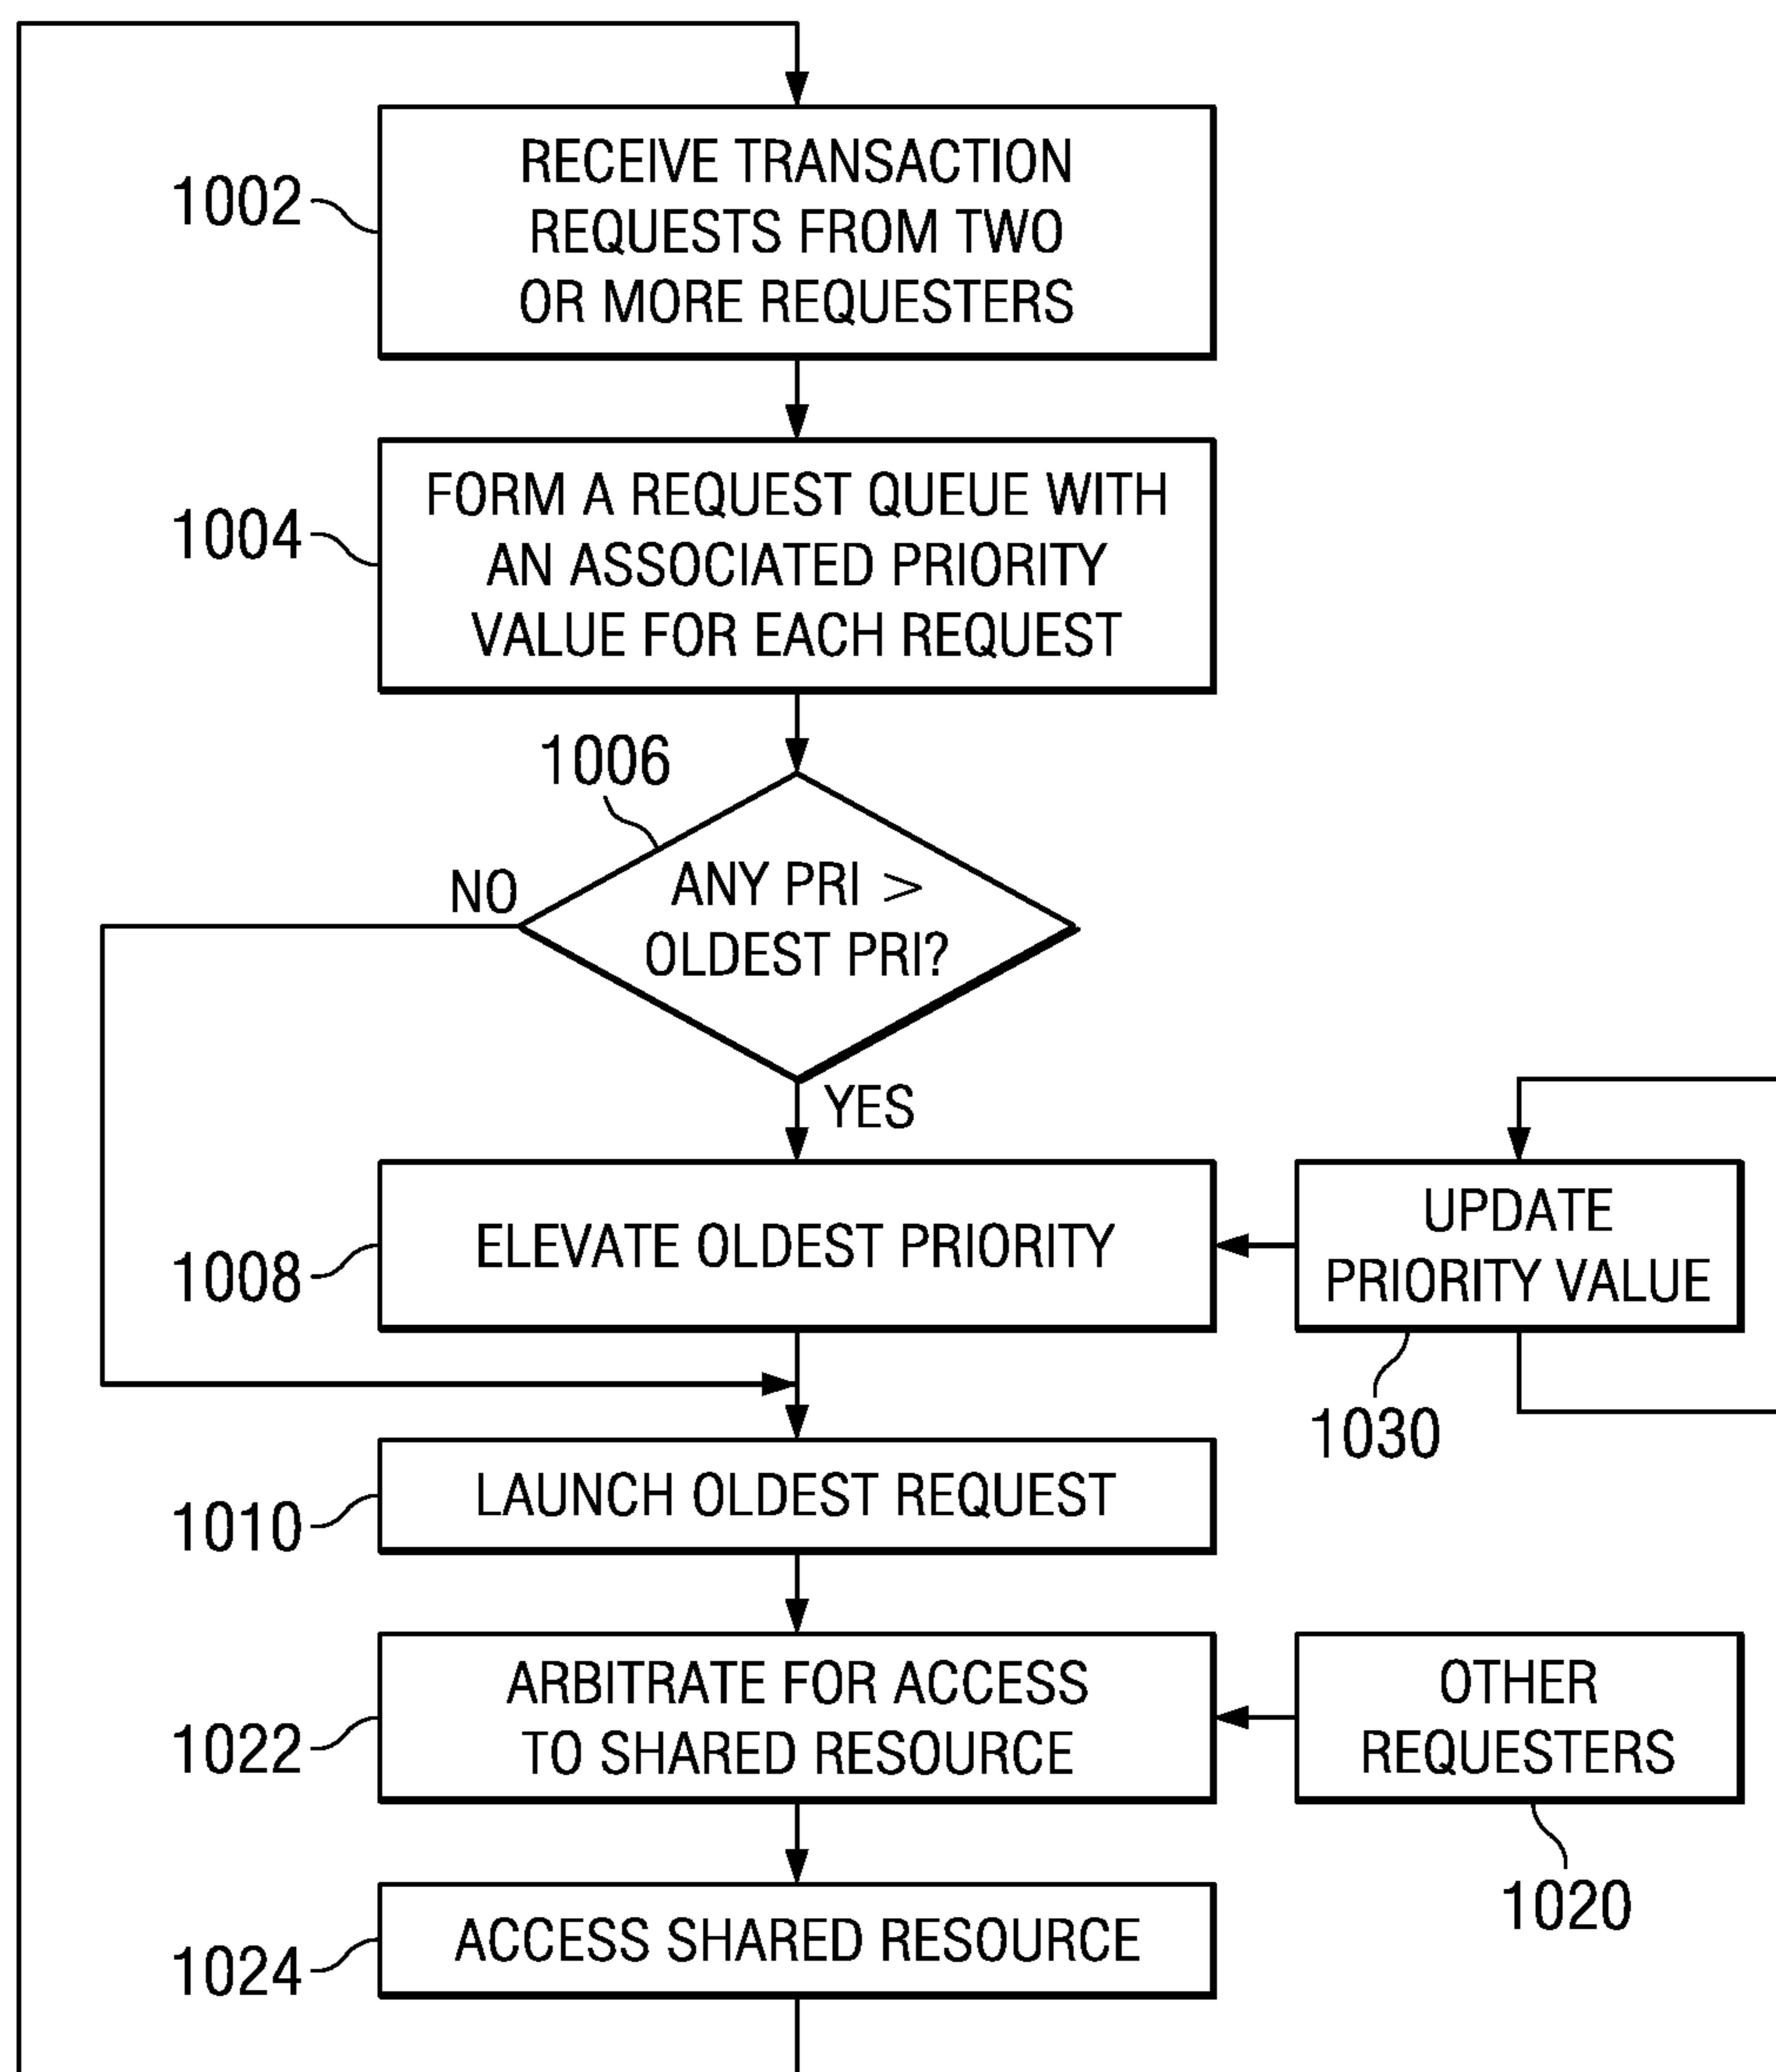 1002
RECEIVE TRANSACTION
REQUESTS FROM TWO
OR MORE REQUESTERS
1004
FORM A REQUEST QUEUE WITH
AN ASSOCIATED PRIORITY
VALUE FOR EACH REQUEST
1006
ANY PRI >
OLDEST PRI?
NO
YES
1008
ELEVATE OLDEST PRIORITY
UPDATE
PRIORITY VALUE
1030
1010
LAUNCH OLDEST REQUEST
1022
ARBITRATE FOR ACCESS
TO SHARED RESOURCE
OTHER
REQUESTERS
1020
1024
ACCESS SHARED RESOURCE